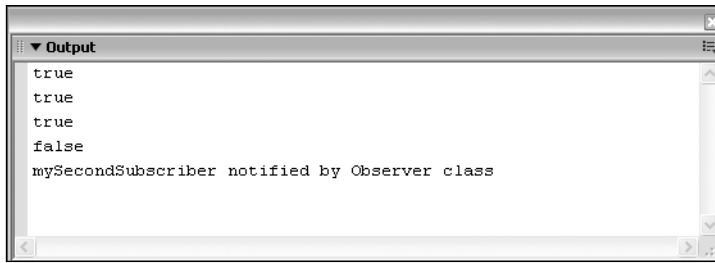 Output
true
true
true
false
mySecondSubscriber notified by Observer class